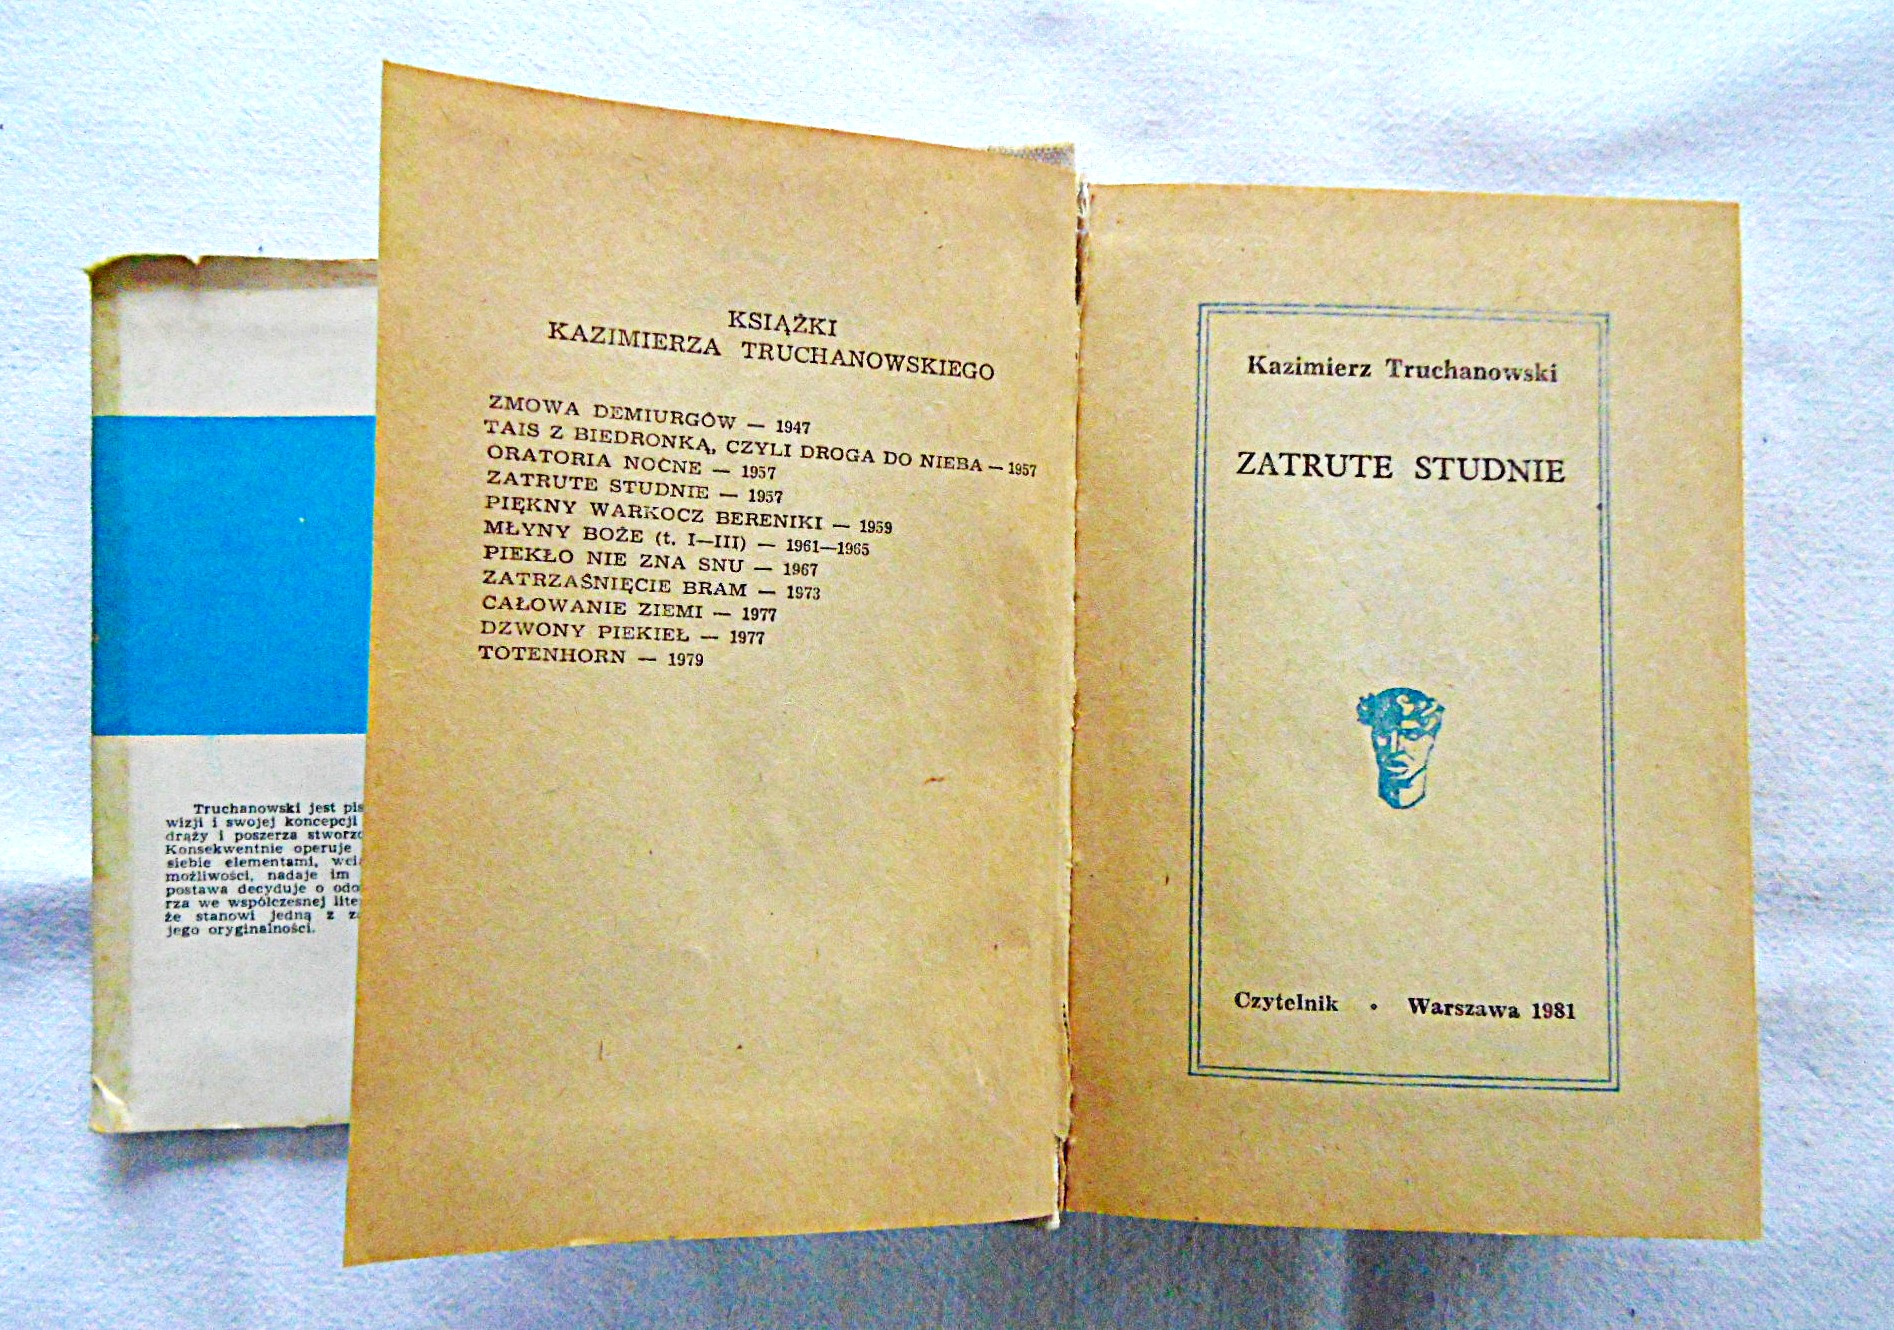 KSIĄŻKI
KAZIMIERZA TRUCHANOWSKIEGO
ZMOWA DEMIURGÓW — 1947
TAIS Z BIEDRONKĄ, CZYLI DROGA DO NIEBA — 1957
ORATORIA NOCNE — 1957
ZATRUTE STUDNIE — 1957
PIĘKNY WARKOCZ BERENIKI — 1959
MŁYNY BOŻE (t. I—III) — 1961—1965
PIEKŁO NIE ZNA SNU — 1967
ZATRZAŚNIĘCIE BRAM — 1973
CAŁOWANIE ZIEMI — 1977
DZWONY PIEKIEŁ — 1977
TOTENHORN — 1979
Truchanowski jest
wizji i swojej koncepcji
drąży i poszerza
Konsekwentnie operuje
siebie elementami,
możliwości, nadaje im
postawa decyduje o
rza we współczesnej
że stanowi jedną z
jego oryginalności.
Kazimierz Truchanowski
ZATRUTE STUDNIE
Czytelnik • Warszawa 1981